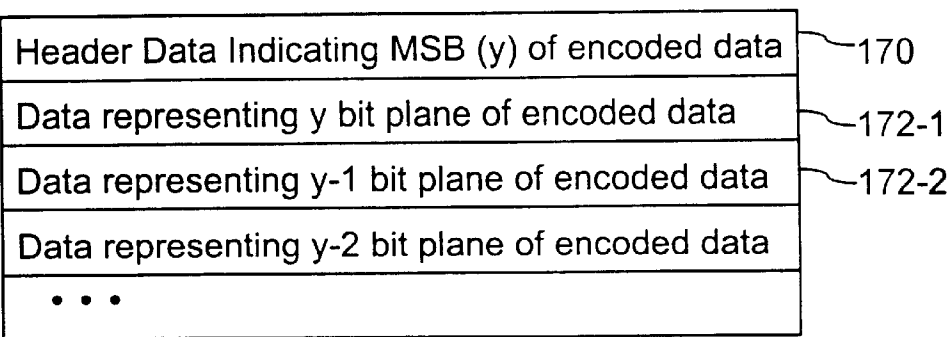 Header Data Indicating MSB (y) of encoded data 170
Data representing y bit plane of encoded data 172-1
Data representing y-1 bit plane of encoded data 172-2
Data representing y-2 bit plane of encoded data
• • •